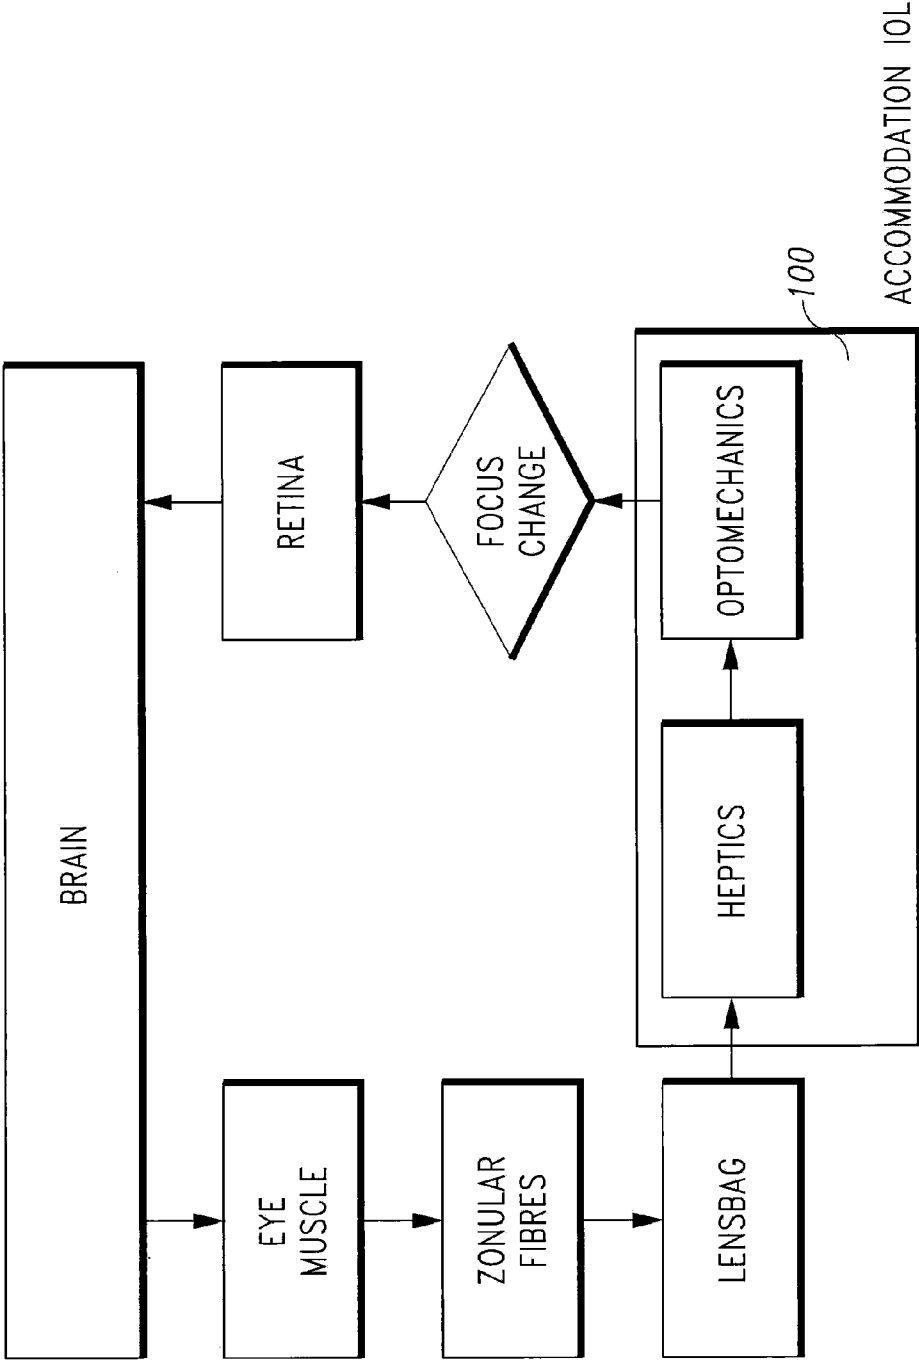 BRAIN
EYE
MUSCLE
RETINA
ZONULAR
FIBRES
FOCUS
CHANGE
LENSBAG
HEPTICS
OPTOMECHANICS
100
ACCOMMODATION IOL